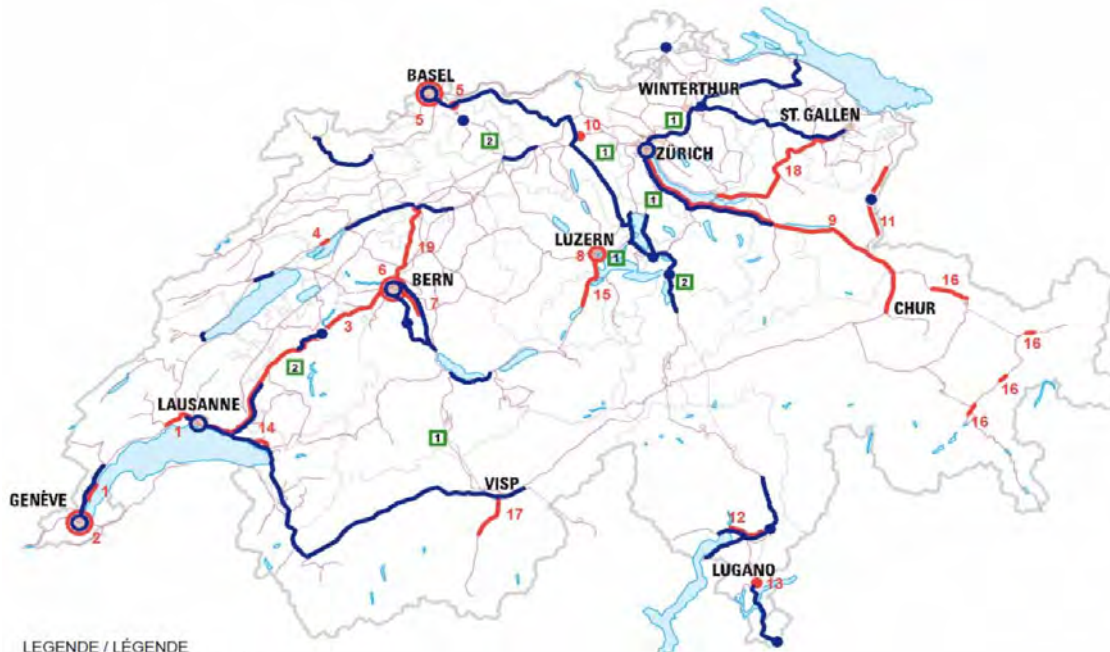 BASEL
5
5
WINTERTHUR
ST. GALLEN
10
1
2
1
ZÜRICH
18
1
9
11
4
19
LUZERN
8
1
6
BERN
2
7
15
16
3
CHUR
16
2
16
LAUSANNE
16
1
14
1
VISP
GENÈVE
1
17
12
2
LUGANO
13
LEGENDE / LÉGENDE